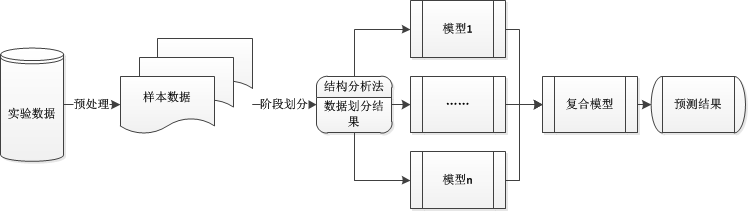 实验数据
预处理
样本数据
阶段划分
结构分析法
数据划分结
果
模型1
……
模型n
复合模型
预测结果